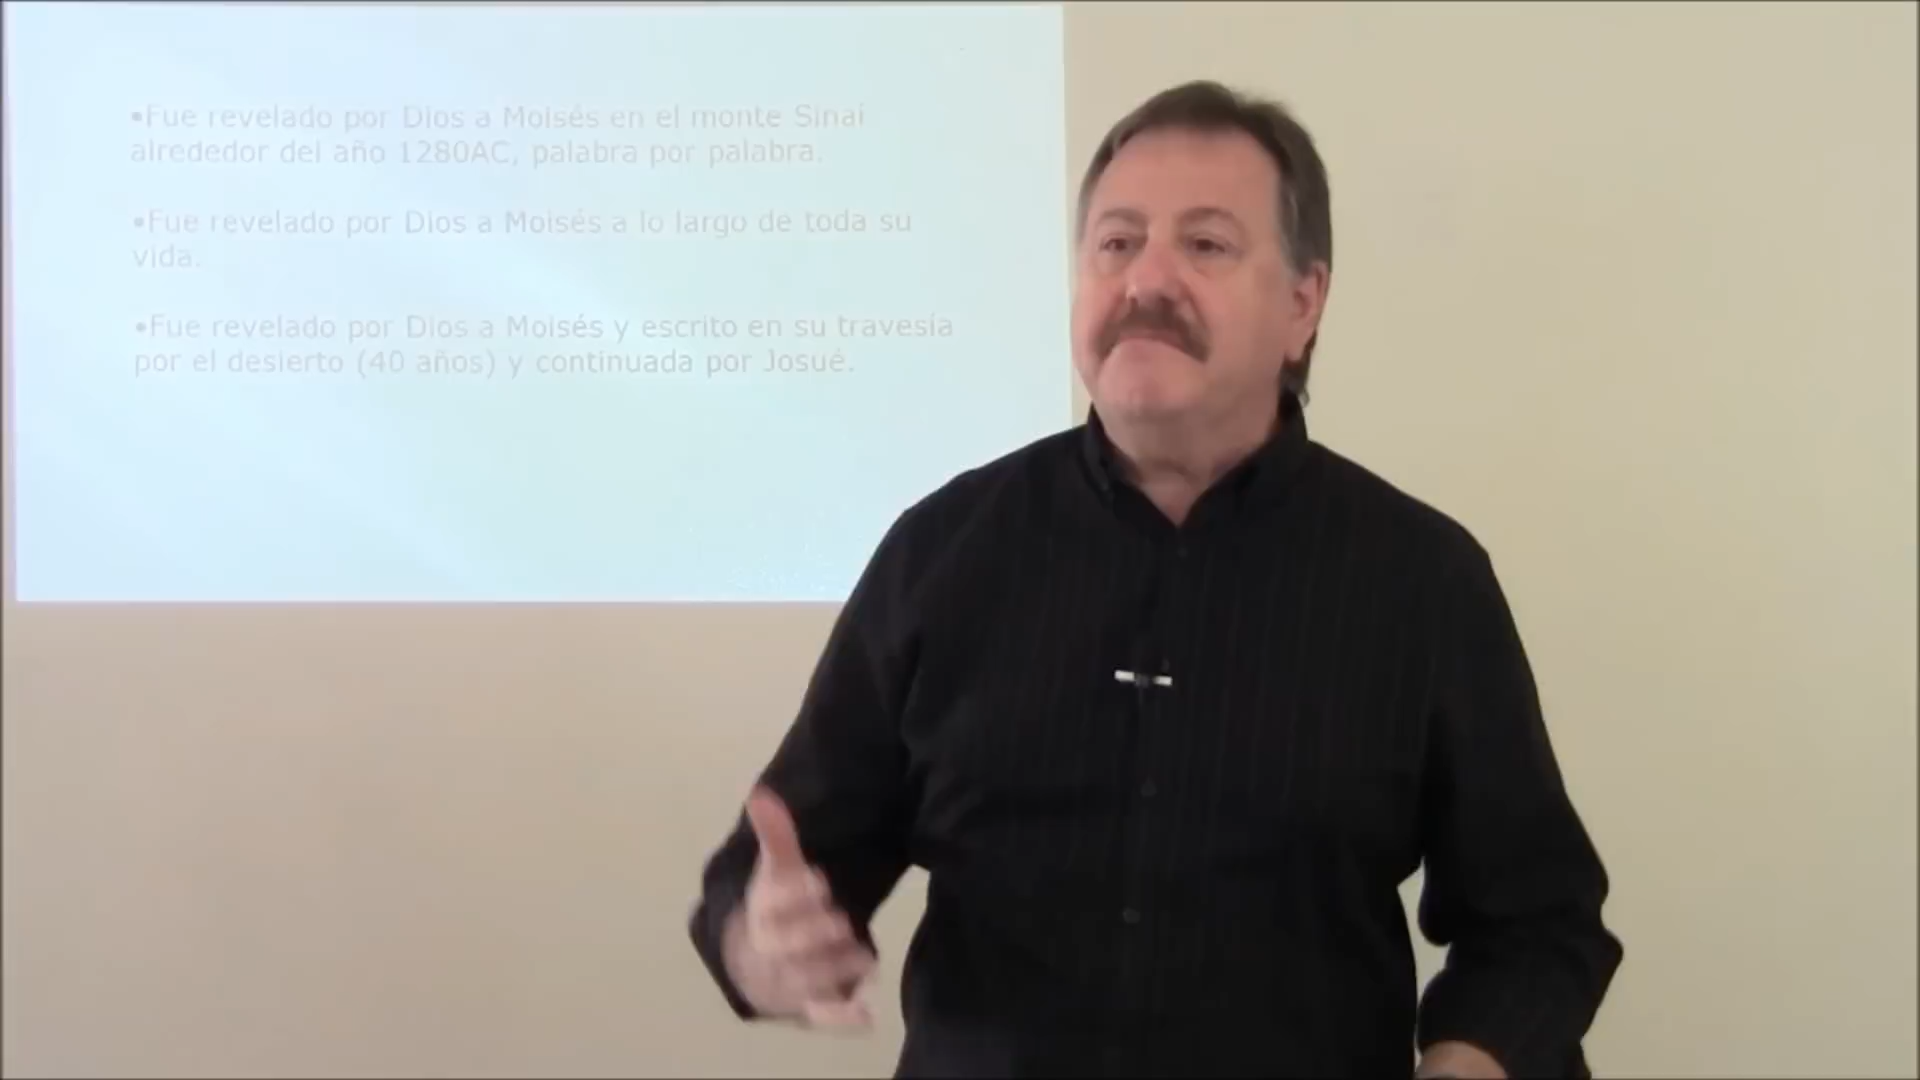 •Fue revelado por Dios a Moisés en el monte Sinaí
alrededor del año 1280AC, palabra por palabra.
•Fue revelado por Dios a Moisés a lo largo de toda su
vida.
•Fue revelado por Dios a Moisés y escrito en su travesía
por el desierto (40 años) y continuada por Josué.